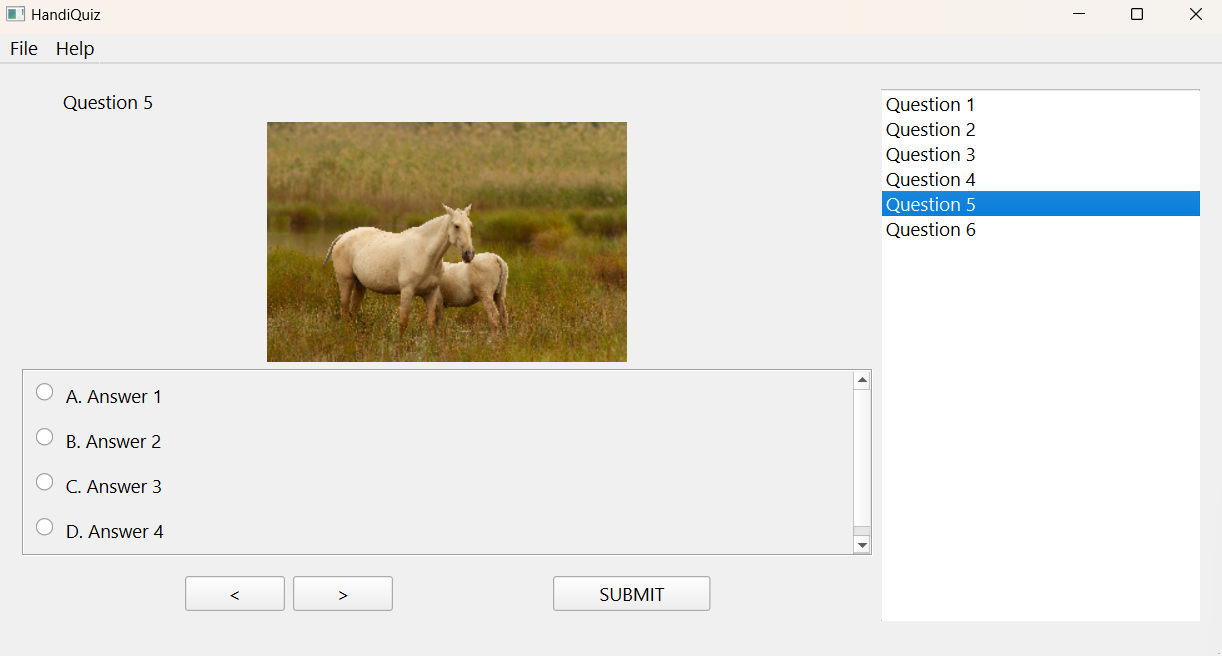 HandiQuiz
File Help
Question 5
A. Answer 1
B. Answer 2
C. Answer 3
D. Answer 4
< >
SUBMIT
Question 1
Question 2
Question 3
Question 4
Question 5
Question 6